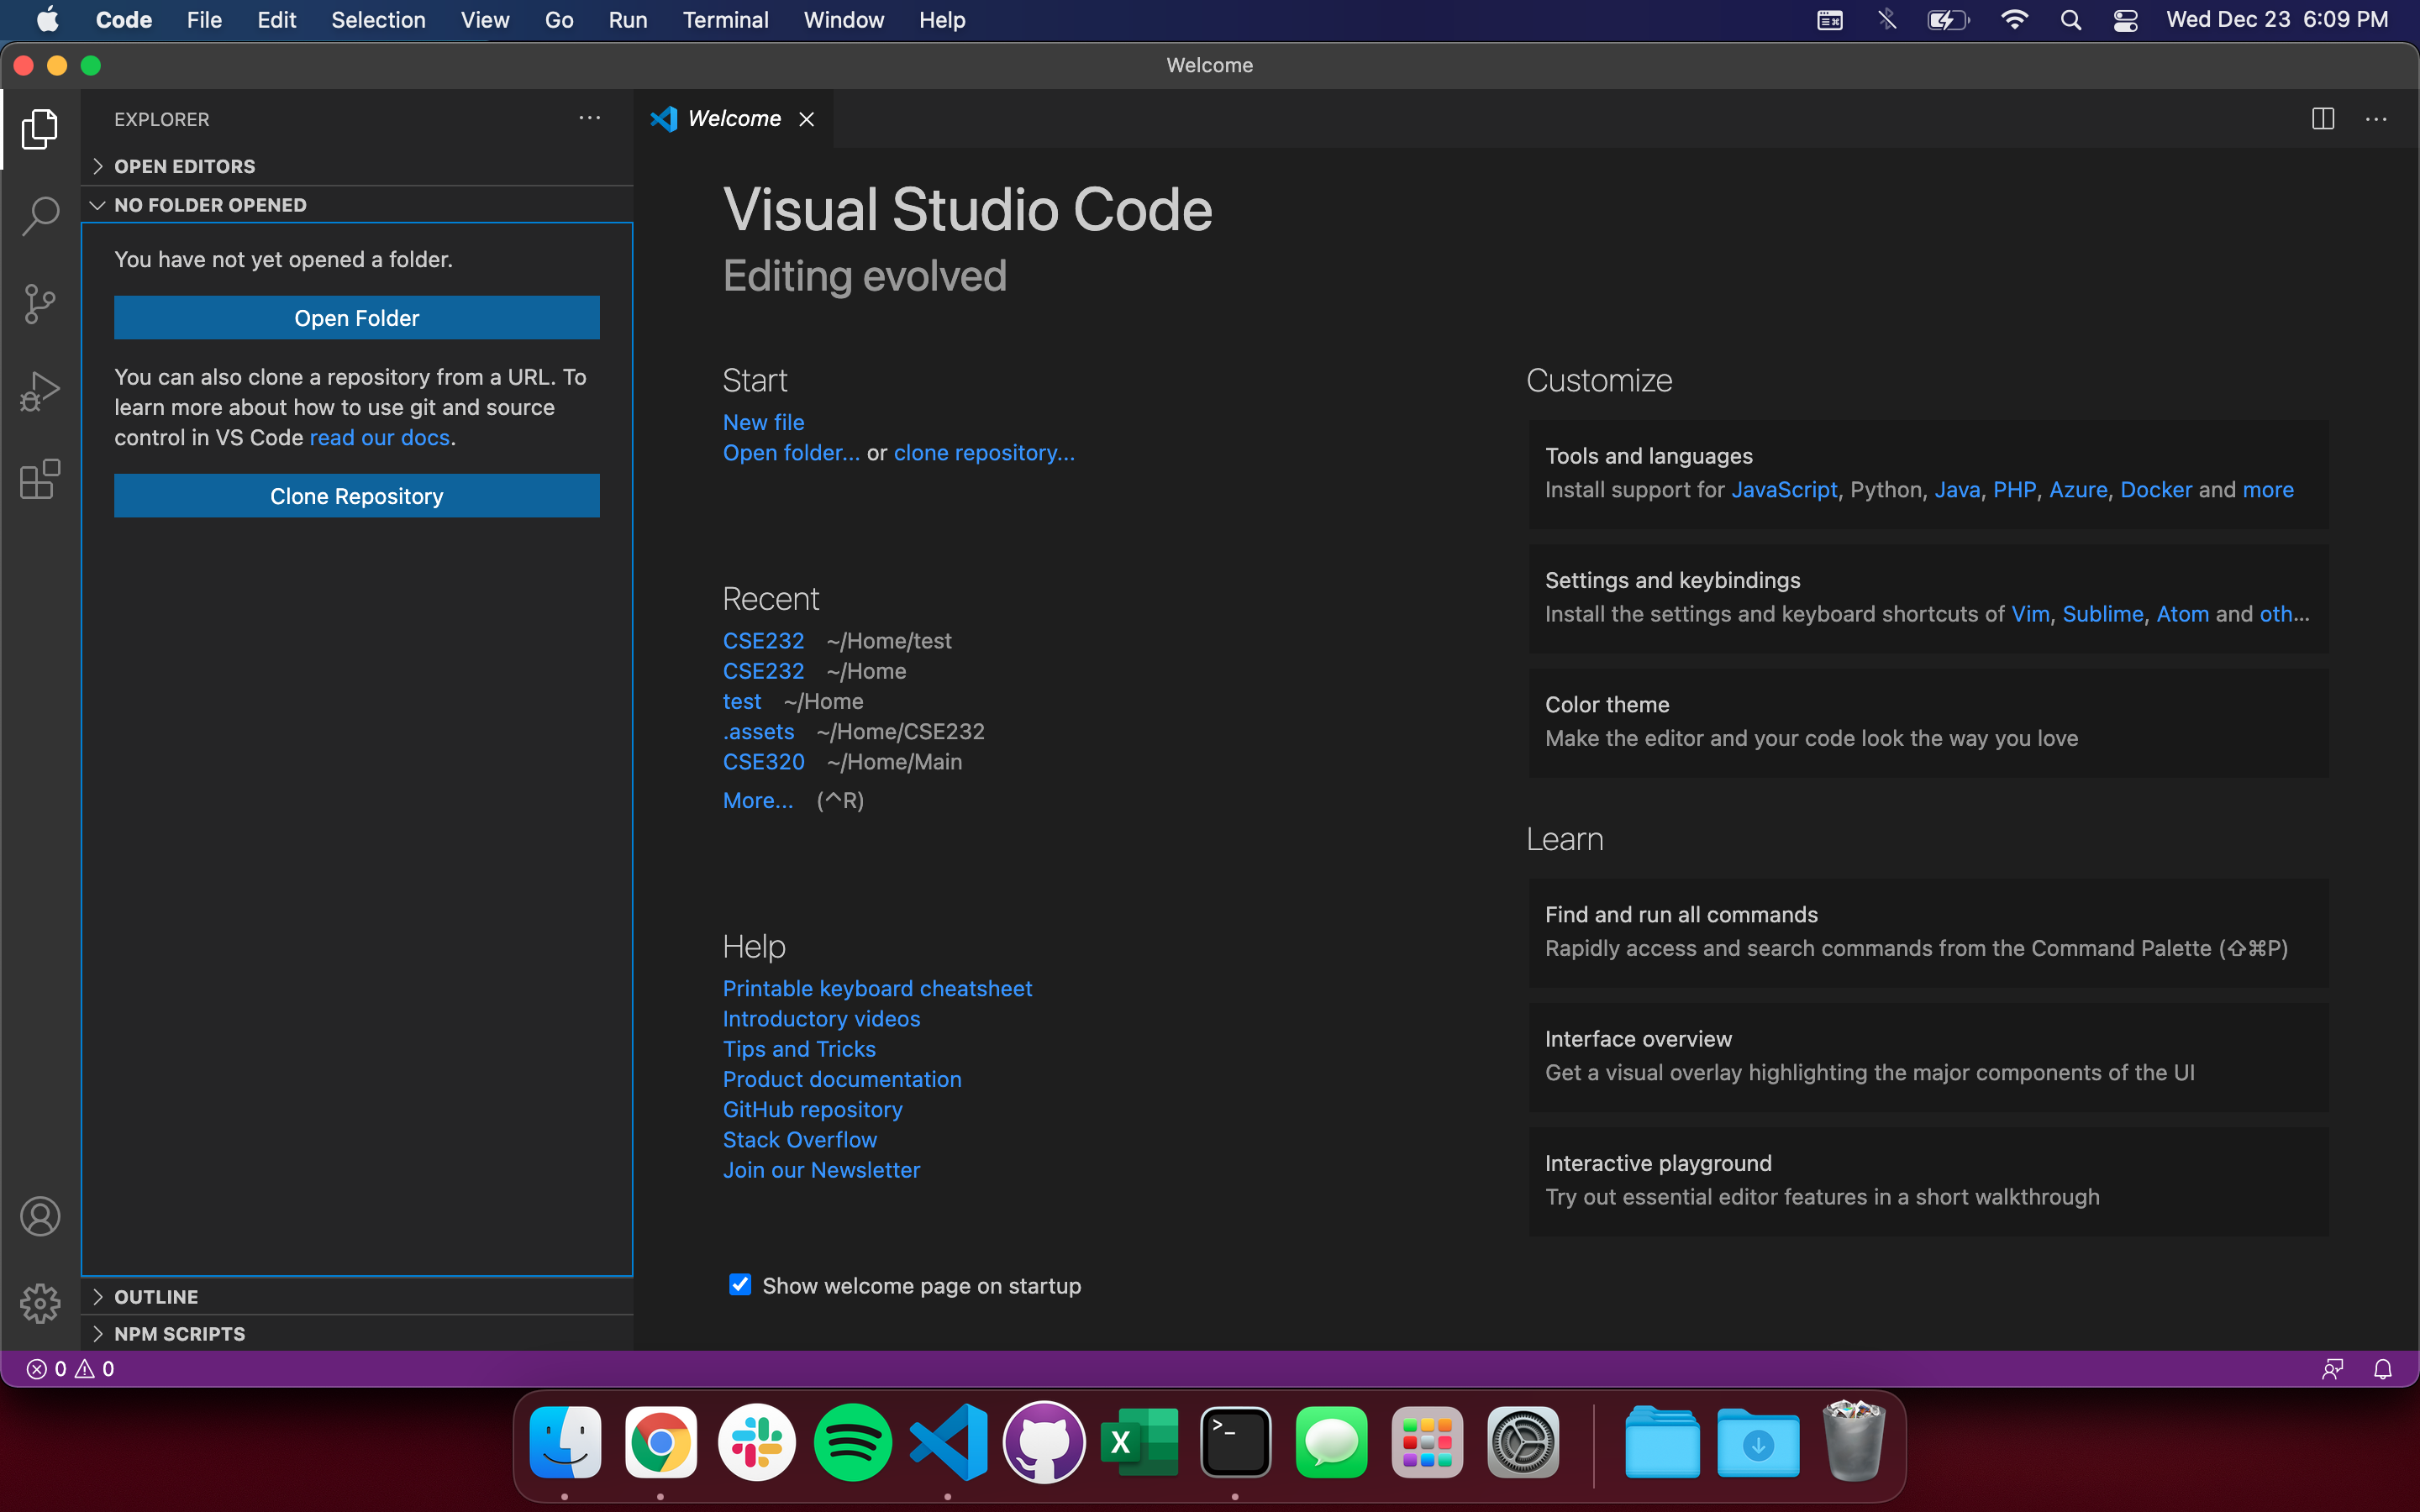 Code File Edit Selection View Go Run Terminal Window Help Wed Dec 23 6:09 PM
Welcome
EXPLORER
OPEN EDITORS
NO FOLDER OPENED
You have not yet opened a folder.
Open Folder
You can also clone a repository from a URL. To
learn more about how to use git and source
control in VS Code read our docs.
Clone Repository
OUTLINE
NPM SCRIPTS
Welcome
Visual Studio Code
Editing evolved
Start
New file
Open folder... or clone repository...
Recent
CSE232 ~/Home/test
CSE232 ~/Home
test ~/Home
.assets ~/Home/CSE232
CSE320 ~/Home/Main
More... (^R)
Help
Printable keyboard cheatsheet
Introductory videos
Tips and Tricks
Product documentation
GitHub repository
Stack Overflow
Join our Newsletter
Show welcome page on startup
Customize
Tools and languages
Install support for JavaScript, Python, Java, PHP, Azure, Docker and more
Settings and keybindings
Install the settings and keyboard shortcuts of Vim, Sublime, Atom and oth...
Color theme
Make the editor and your code look the way you love
Learn
Find and run all commands
Rapidly access and search commands from the Command Palette (⇧⌘P)
Interface overview
Get a visual overlay highlighting the major components of the UI
Interactive playground
Try out essential editor features in a short walkthrough
0 0
X >_